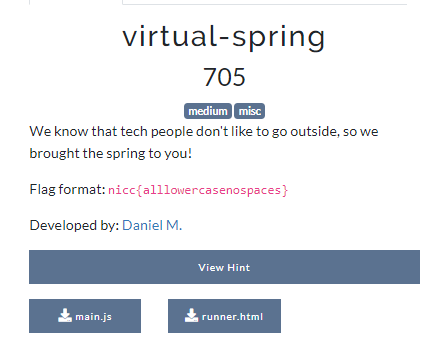 virtual-spring
705
medium misc
We know that tech people don't like to go outside, so we
brought the spring to you!
Flag format: nicc{alllowercasenospaces}
Developed by: Daniel M.
View Hint
main.js runner.html